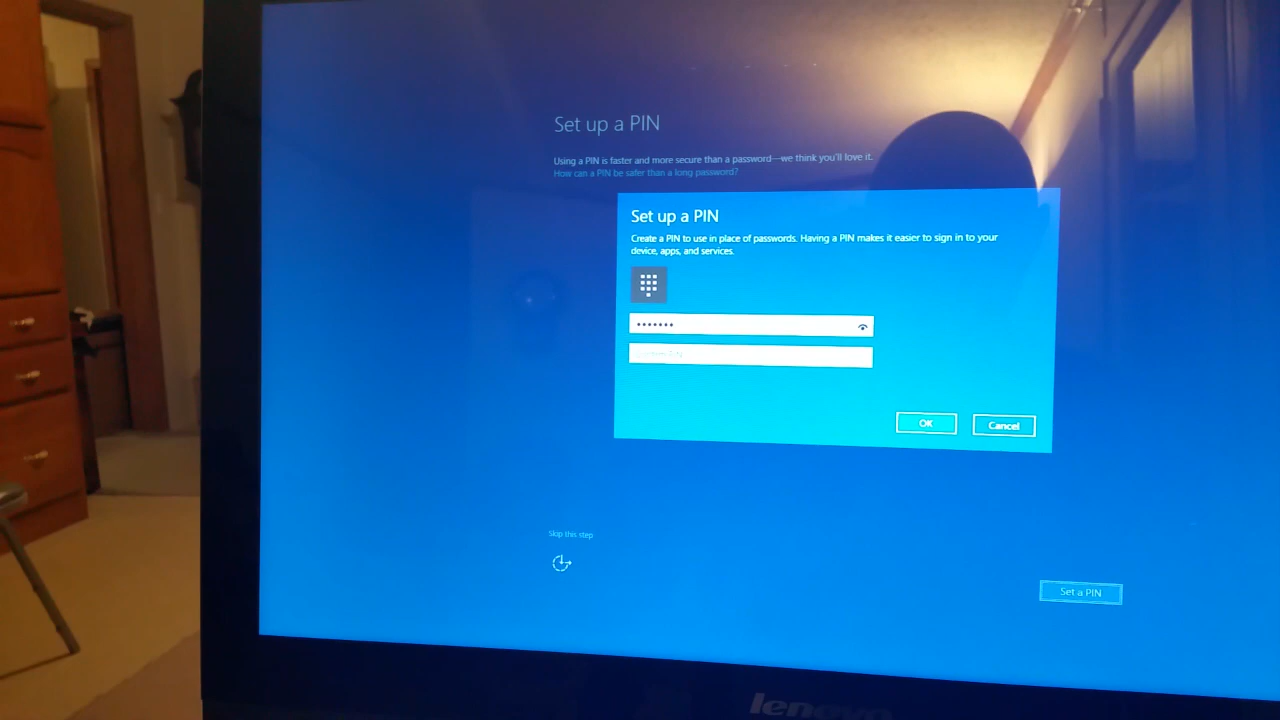 Set up a PIN
Using a PIN is faster and more secure than a password—we think you'll love it.
How can a PIN be safer than a long password?
Set up a PIN
Create a PIN to use in place of passwords. Having a PIN makes it easier to sign in to your
device, apps, and services.
•••••••
Confirm PIN
OK
Cancel
Skip this step
Set a PIN
lenovo